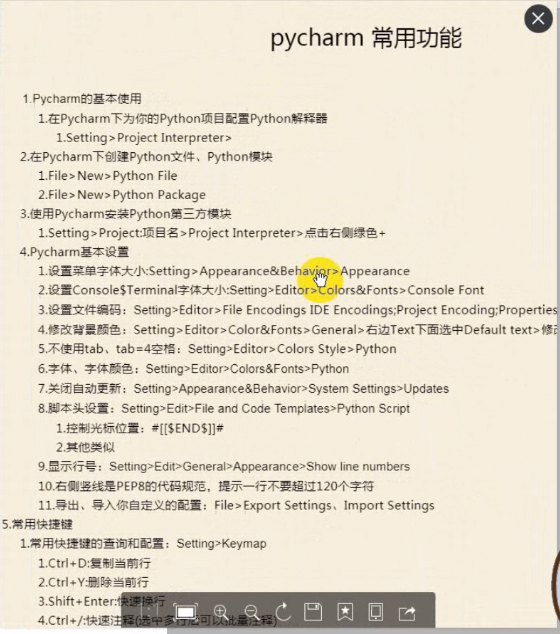 pycharm 常用功能
1.Pycharm的基本使用
1.在Pycharm下为你的Python项目配置Python解释器
1.Setting>Project Interpreter>
2.在Pycharm下创建Python文件、Python模块
1.File>New>Python File
2.File>New>Python Package
3.使用Pycharm安装Python第三方模块
1.Setting>Project:项目名>Project Interpreter>点击右侧绿色+
4.Pycharm基本设置
1.设置菜单字体大小:Setting>Appearance&Behavior>Appearance
2.设置Console$Terminal字体大小:Setting>Editor>Colors&Fonts>Console Font
3.设置文件编码：Setting>Editor>File Encodings IDE Encodings;Project Encoding;Properties
4.修改背景颜色：Setting>Editor>Color&Fonts>General>右边Text下面选中Default text>修改
5.不使用tab、tab=4空格：Setting>Editor>Colors Style>Python
6.字体、字体颜色：Setting>Editor>Colors&Fonts>Python
7.关闭自动更新：Setting>Appearance&Behavior>System Settings>Updates
8.脚本头设置：Setting>Edit>File and Code Templates>Python Script
1.控制光标位置：#[[$END$]]#
2.其他类似
9.显示行号：Setting>Edit>General>Appearance>Show line numbers
10.右侧竖线是PEP8的代码规范，提示一行不要超过120个字符
11.导出、导入你自定义的配置：File>Export Settings、Import Settings
5.常用快捷键
1.常用快捷键的查询和配置：Setting>Keymap
1.Ctrl+D:复制当前行
2.Ctrl+Y:删除当前行
3.Shift+Enter:快速换行
4.Ctrl+/:快速注释(选中多行后可以批量注释)